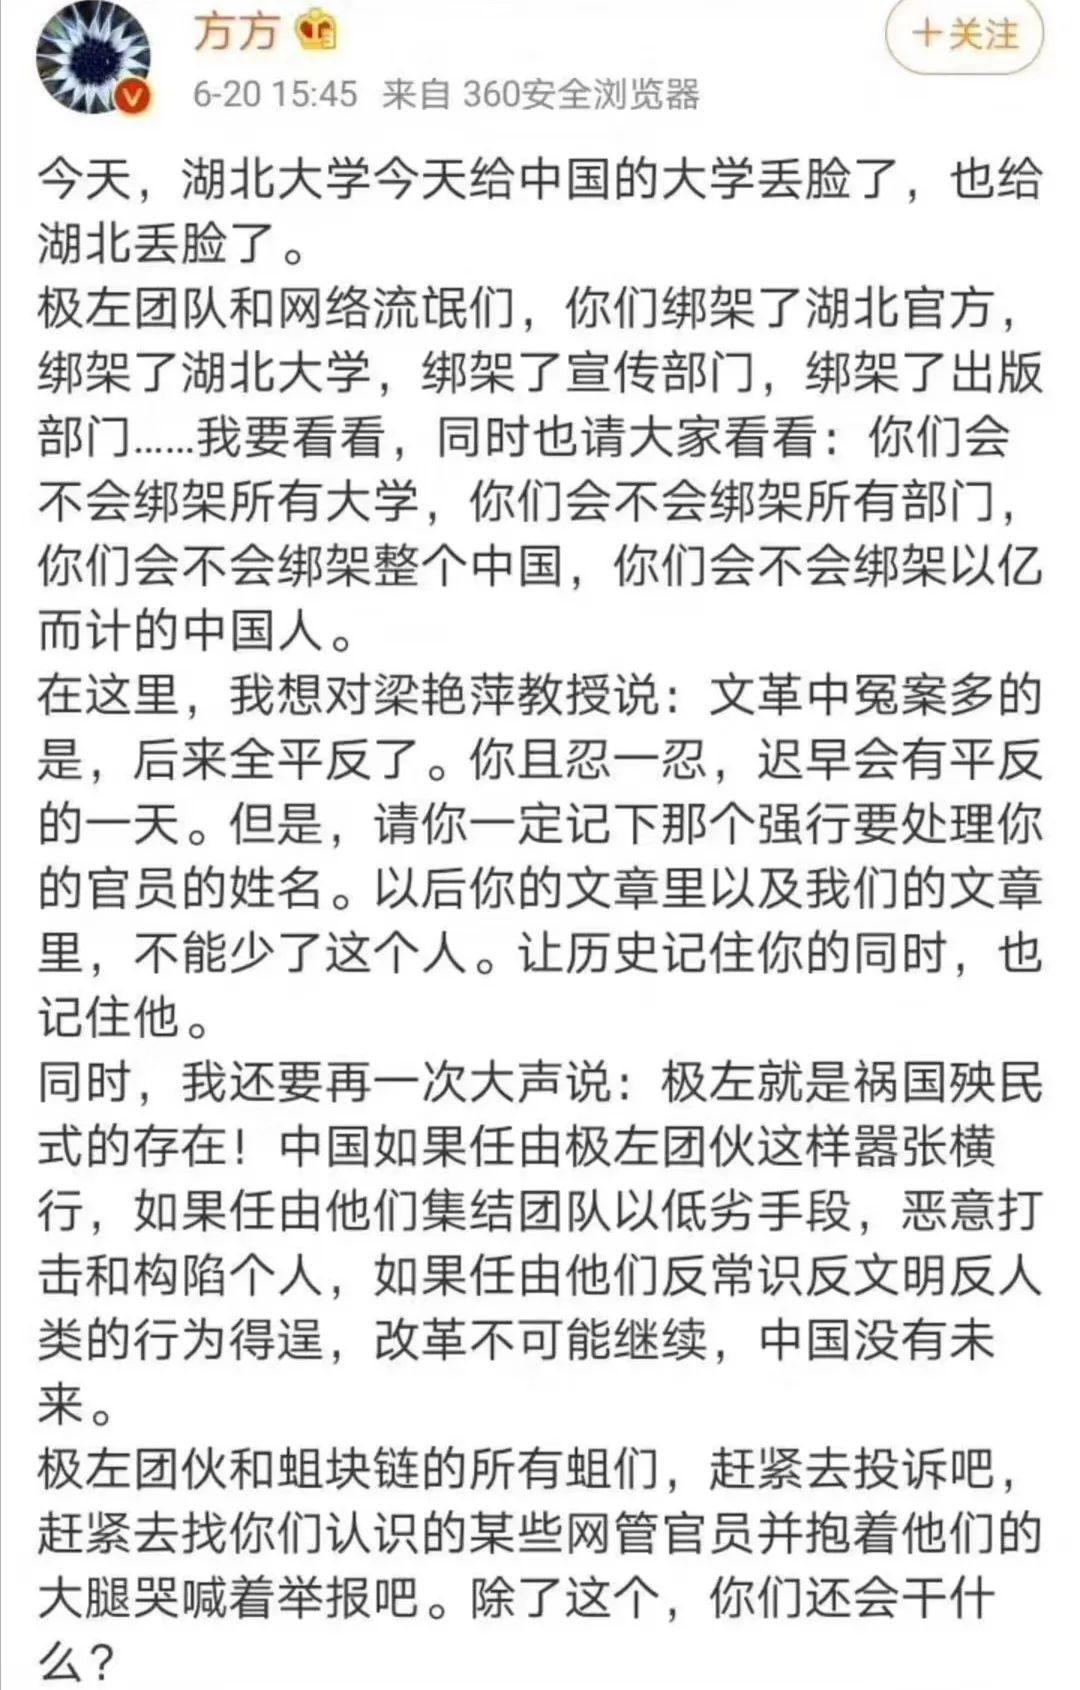 方方
＋关注
6-20 15:45 来自 360安全浏览器
今天，湖北大学今天给中国的大学丢脸了，也给
湖北丢脸了。
极左团队和网络流氓们，你们绑架了湖北官方，
绑架了湖北大学，绑架了宣传部门，绑架了出版
部门……我要看看，同时也请大家看看：你们会
不会绑架所有大学，你们会不会绑架所有部门，
你们会不会绑架整个中国，你们会不会绑架以亿
而计的中国人。
在这里，我想对梁艳萍教授说：文革中冤案多的
是，后来全平反了。你且忍一忍，迟早会有平反
的一天。但是，请你一定记下那个强行要处理你
的官员的姓名。以后你的文章里以及我们的文章
里，不能少了这个人。让历史记住你的同时，也
记住他。
同时，我还要再一次大声说：极左就是祸国殃民
式的存在！中国如果任由极左团伙这样嚣张横
行，如果任由他们集结团队以低劣手段，恶意打
击和构陷个人，如果任由他们反常识反文明反人
类的行为得逞，改革不可能继续，中国没有未
来。
极左团伙和蛆块链的所有蛆们，赶紧去投诉吧，
赶紧去找你们认识的某些网管官员并抱着他们的
大腿哭喊着举报吧。除了这个，你们还会干什
么？